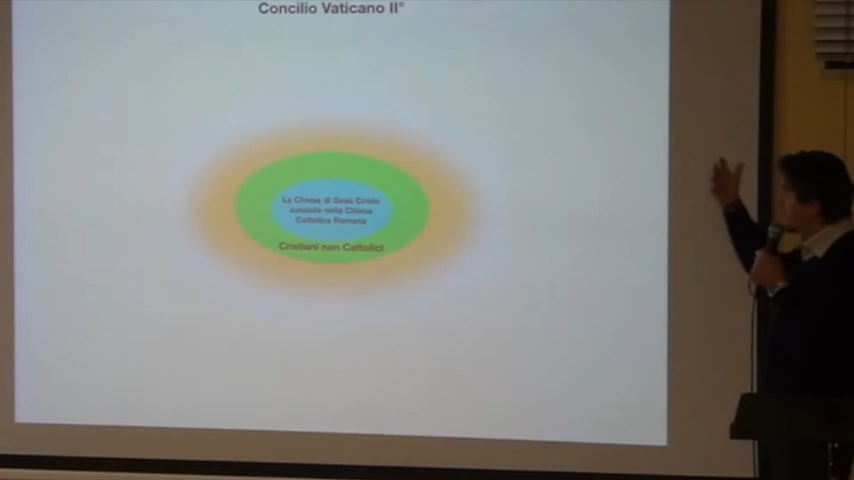 Concilio Vaticano II°
La Chiesa di Gesù Cristo
sussiste nella Chiesa
Cattolica Romana
Cristiani non Cattolici